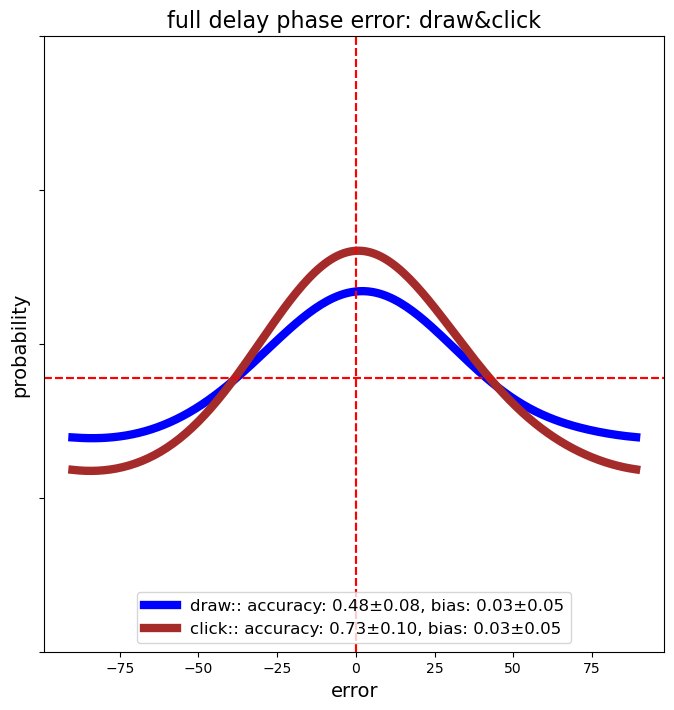 full delay phase error: draw&click
probability
draw:: accuracy: 0.48±0.08, bias: 0.03±0.05
click:: accuracy: 0.73±0.10, bias: 0.03±0.05
−75 −50 −25 0 25 50 75
error